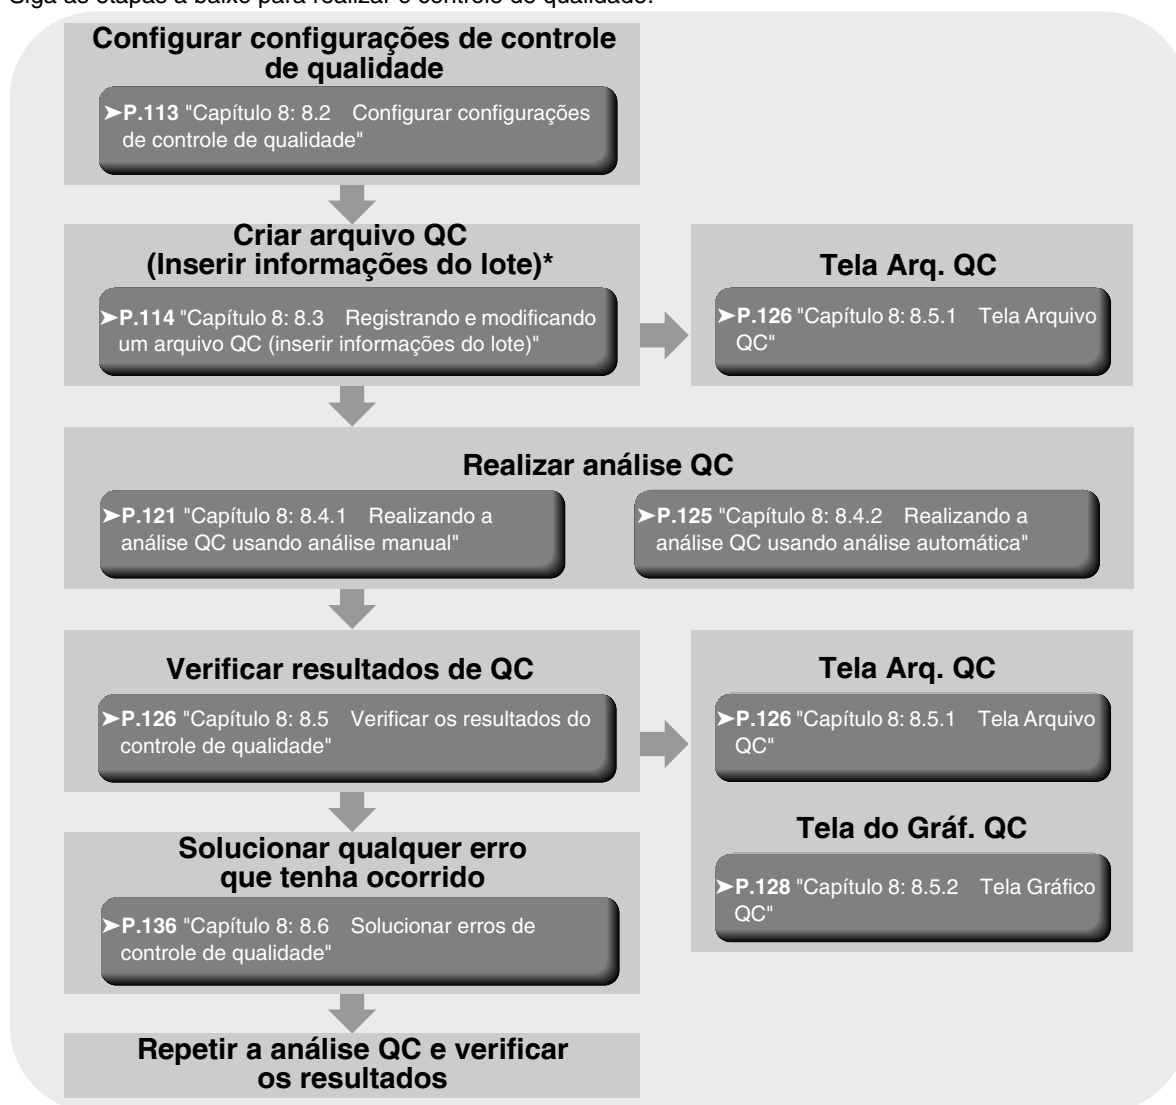 Siga as etapas a baixo para realizar o controle de qualidade.
Configurar configurações de controle
de qualidade
➤P.113 "Capítulo 8: 8.2 Configurar configurações
de controle de qualidade"
Criar arquivo QC
(Inserir informações do lote)*
➤P.114 "Capítulo 8: 8.3 Registrando e modificando
um arquivo QC (inserir informações do lote)"
Tela Arq. QC
➤P.126 "Capítulo 8: 8.5.1 Tela Arquivo
QC"
Realizar análise QC
➤P.121 "Capítulo 8: 8.4.1 Realizando a
análise QC usando análise manual"
➤P.125 "Capítulo 8: 8.4.2 Realizando a
análise QC usando análise automática"
Verificar resultados de QC
➤P.126 "Capítulo 8: 8.5 Verificar os resultados do
controle de qualidade"
Tela Arq. QC
➤P.126 "Capítulo 8: 8.5.1 Tela Arquivo
QC"
Tela do Gráf. QC
➤P.128 "Capítulo 8: 8.5.2 Tela Gráfico
QC"
Solucionar qualquer erro
que tenha ocorrido
➤P.136 "Capítulo 8: 8.6 Solucionar erros de
controle de qualidade"
Repetir a análise QC e verificar
os resultados